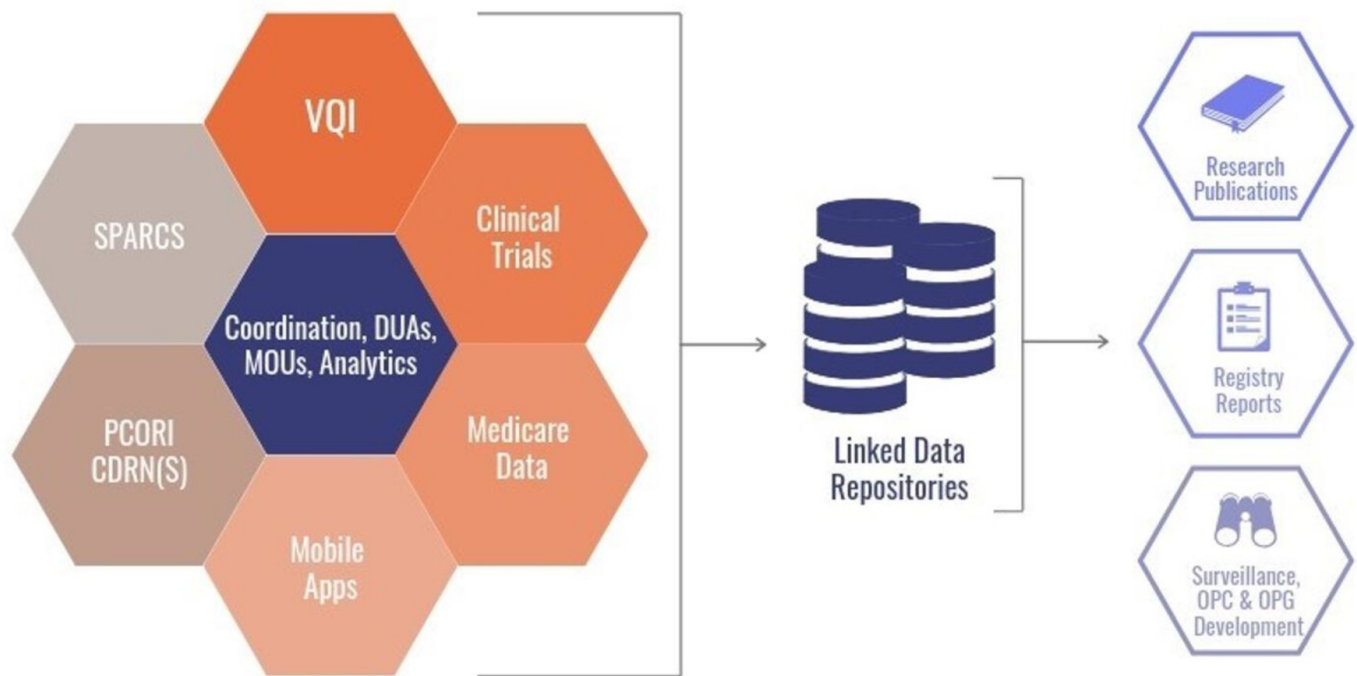 VQI
SPARCS
Clinical
Trials
Coordination, DUAs,
MOUs, Analytics
PCORI
CDRN(S)
Medicare
Data
Mobile
Apps
Linked Data
Repositories
Research
Publications
Registry
Reports
Surveillance,
OPC & OPG
Development